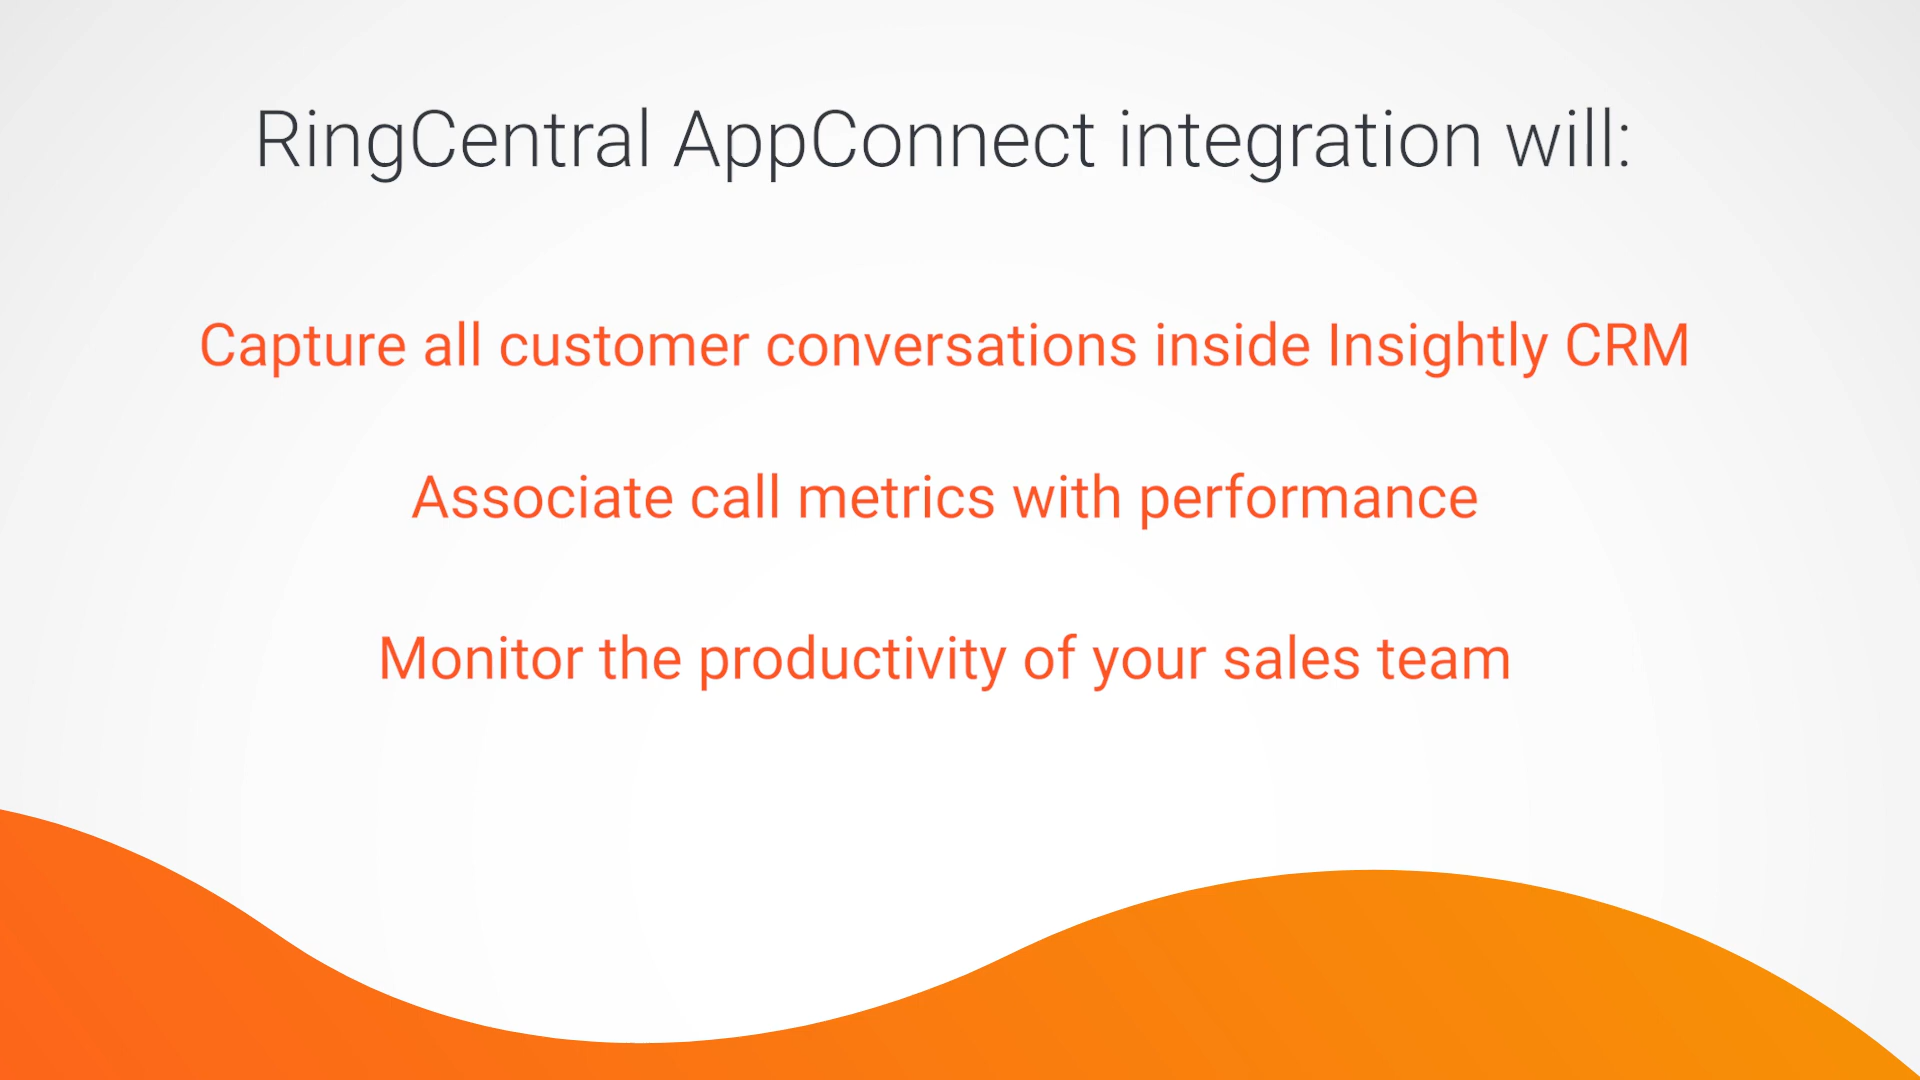 RingCentral AppConnect integration will:
Capture all customer conversations inside Insightly CRM
Associate call metrics with performance
Monitor the productivity of your sales team